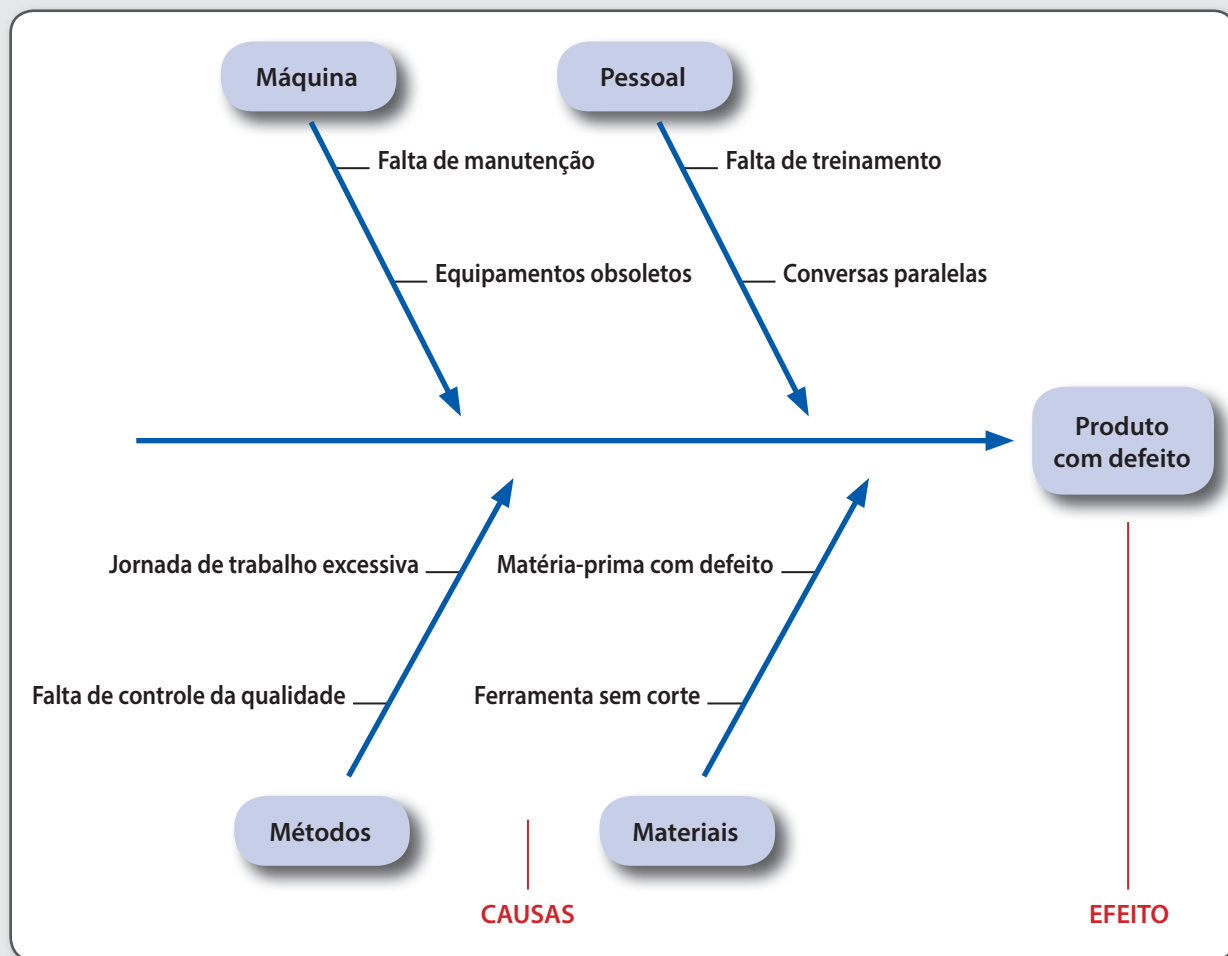 Máquina
Pessoal
Falta de manutenção
Falta de treinamento
Equipamentos obsoletos
Conversas paralelas
Produto
com defeito
Jornada de trabalho excessiva
Matéria-prima com defeito
Falta de controle da qualidade
Ferramenta sem corte
Métodos
Materiais
CAUSAS
EFEITO